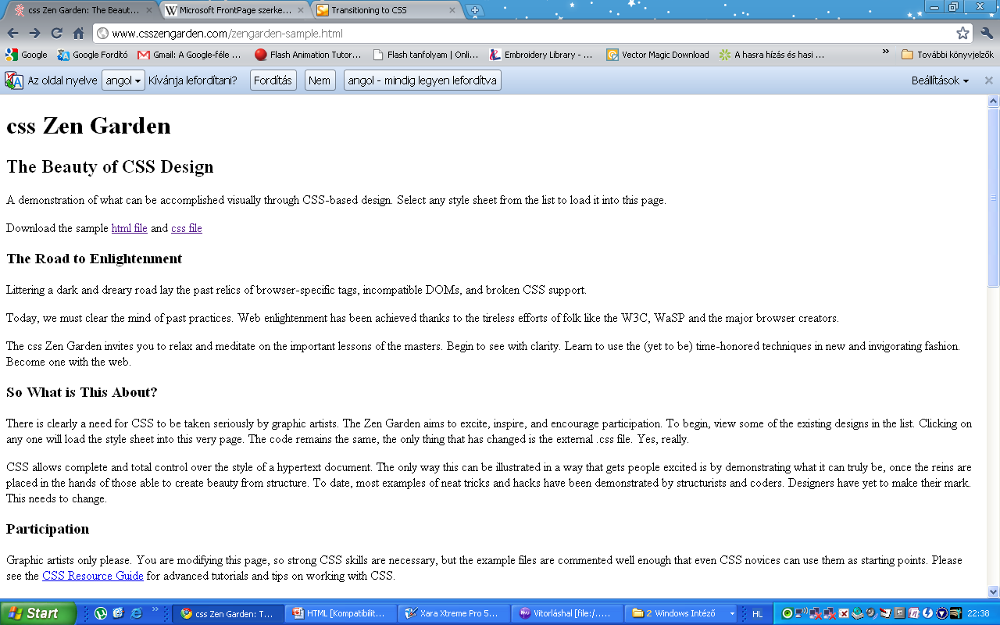 css Zen Garden: The Beaut...
Microsoft FrontPage szerke...
Transitioning to CSS
www.csszengarden.com/zengarden-sample.html
Google
Google Fordító
Gmail: A Google-féle ...
Flash Animation Tutor...
Flash tanfolyam | Onli...
Embroidery Library - ...
Vector Magic Download
A hasra hízás és hasi ...
»
További könyvjelzők
Az oldal nyelve angol Kívánja lefordítani? Fordítás Nem angol - mindig legyen lefordítva Beállítások
css Zen Garden
The Beauty of CSS Design
A demonstration of what can be accomplished visually through CSS-based design. Select any style sheet from the list to load it into this page.
Download the sample html file and css file
The Road to Enlightenment
Littering a dark and dreary road lay the past relics of browser-specific tags, incompatible DOMs, and broken CSS support.
Today, we must clear the mind of past practices. Web enlightenment has been achieved thanks to the tireless efforts of folk like the W3C, WaSP and the major browser creators.
The css Zen Garden invites you to relax and meditate on the important lessons of the masters. Begin to see with clarity. Learn to use the (yet to be) time-honored techniques in new and invigorating fashion.
Become one with the web.
So What is This About?
There is clearly a need for CSS to be taken seriously by graphic artists. The Zen Garden aims to excite, inspire, and encourage participation. To begin, view some of the existing designs in the list. Clicking on
any one will load the style sheet into this very page. The code remains the same, the only thing that has changed is the external .css file. Yes, really.
CSS allows complete and total control over the style of a hypertext document. The only way this can be illustrated in a way that gets people excited is by demonstrating what it can truly be, once the reins are
placed in the hands of those able to create beauty from structure. To date, most examples of neat tricks and hacks have been demonstrated by structurists and coders. Designers have yet to make their mark.
This needs to change.
Participation
Graphic artists only please. You are modifying this page, so strong CSS skills are necessary, but the example files are commented well enough that even CSS novices can use them as starting points. Please
see the CSS Resource Guide for advanced tutorials and tips on working with CSS.
Start
»
css Zen Garden: T...
HTML [Kompatibilit...
Xara Xtreme Pro 5...
Vitorláshal [file:/.....
2 Windows Intéző
HL
22:38